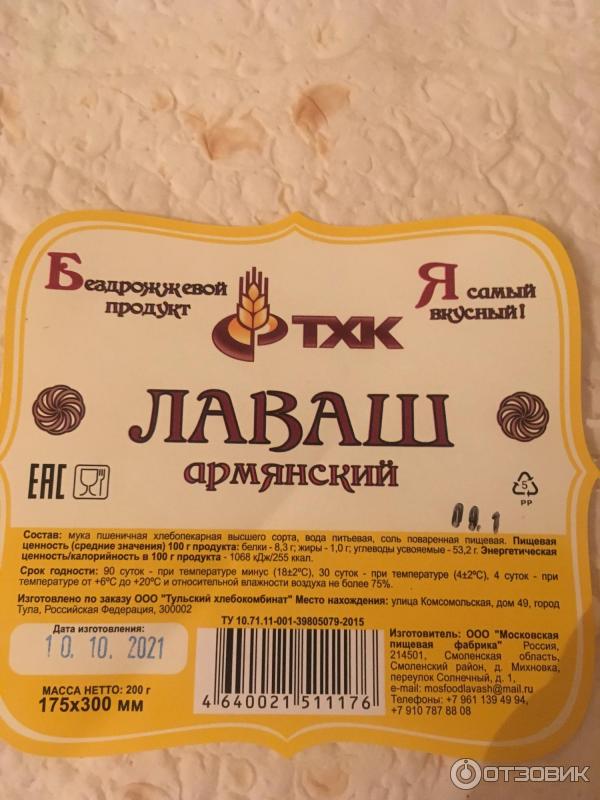 Бездрожжевой
продукт
ТХК
Я самый
вкусный!
ЛАВАШ
армянский
EAC
5
PP
09.1
Состав: мука пшеничная хлебопекарная высшего сорта, вода питьевая, соль поваренная пищевая. Пищевая
ценность (средние значения) 100 г продукта: белки - 8,3 г; жиры - 1,0 г; углеводы усвояемые - 53,2 г. Энергетическая
ценность/калорийность в 100 г продукта - 1068 кДж/255 ккал.
Срок годности: 90 суток - при температуре минус (18±2°С), 30 суток - при температуре (4±2°С), 4 суток - при
температуре от +6°С до +20°С и относительной влажности воздуха не более 75%.
Изготовлено по заказу ООО "Тульский хлебокомбинат" Место нахождения: улица Комсомольская, дом 49, город
Тула, Российская Федерация, 300002
ТУ 10.71.11-001-39805079-2015
Дата изготовления:
10. 10. 2021
МАССА НЕТТО: 200 г
175х300 мм
4 640021 511176
Изготовитель: ООО "Московская
пищевая фабрика" Россия,
214501, Смоленская область,
Смоленский район, д. Михновка,
переулок Солнечный, д. 1,
e-mail: mosfoodlavash@mail.ru
Телефоны: +7 961 139 49 94,
+7 910 787 88 08
ОТЗОВИК